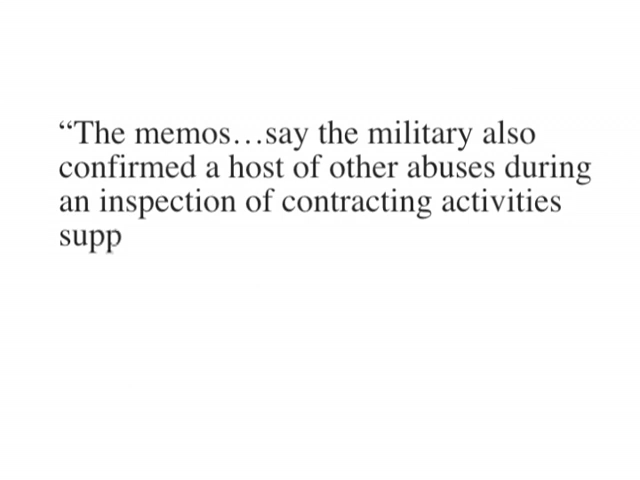 “The memos…say the military also
confirmed a host of other abuses during
an inspection of contracting activities
supp